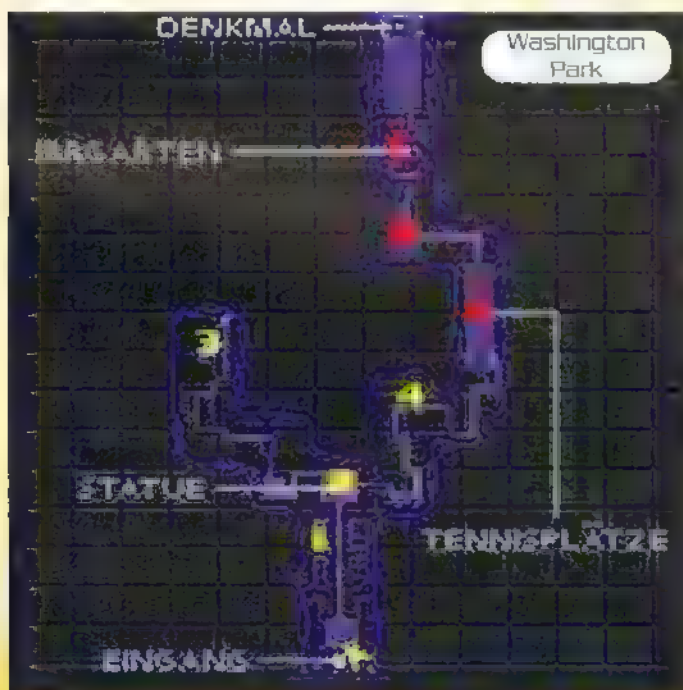 DENKMAL
Washington
Park
STATUE
TENNISPLÄTZE
EINGANG